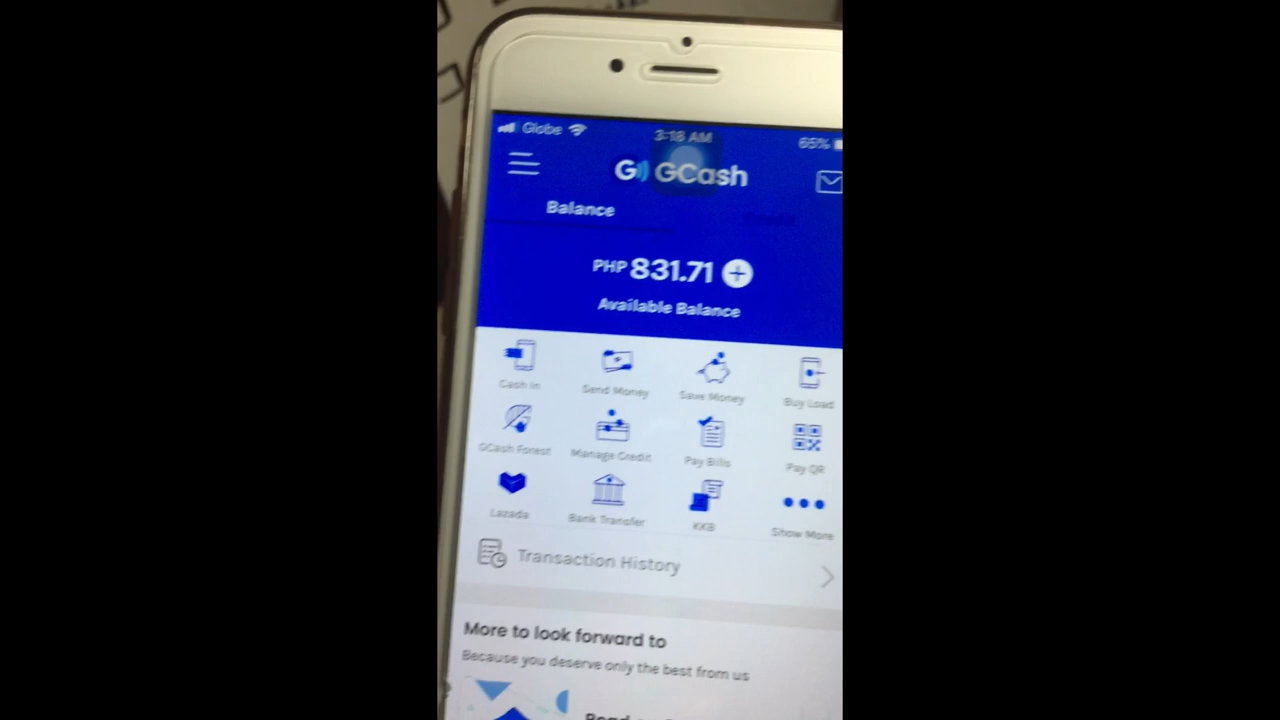 Globe 3:18 AM 65%
G GCash
Balance
PHP 831.71
Available Balance
Cash In Send Money Save Money Buy Load
GCash Forest Manage Credit Pay Bills Pay QR
Lazada Bank Transfer KKB Show More
Transaction History
More to look forward to
Because you deserve only the best from us